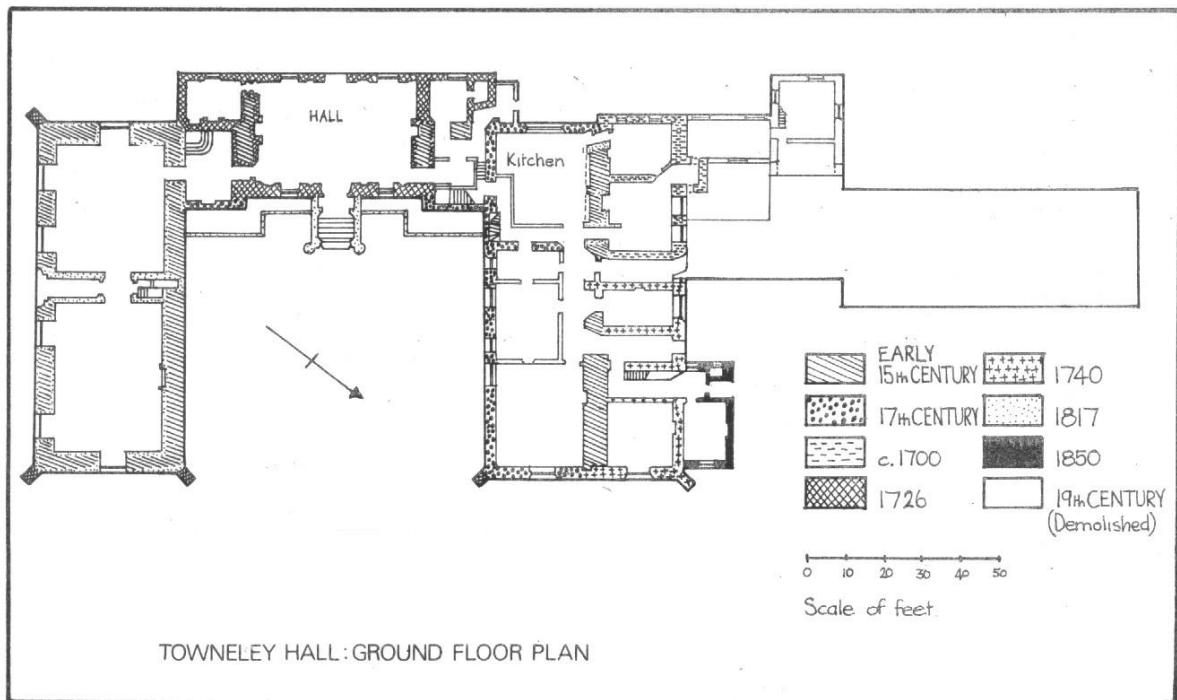 HALL
Kitchen
EARLY
15th CENTURY
17th CENTURY
c.1700
1726
1740
1817
1850
19th CENTURY
(Demolished)
0 10 20 30 40 50
Scale of feet
TOWNELEY HALL: GROUND FLOOR PLAN